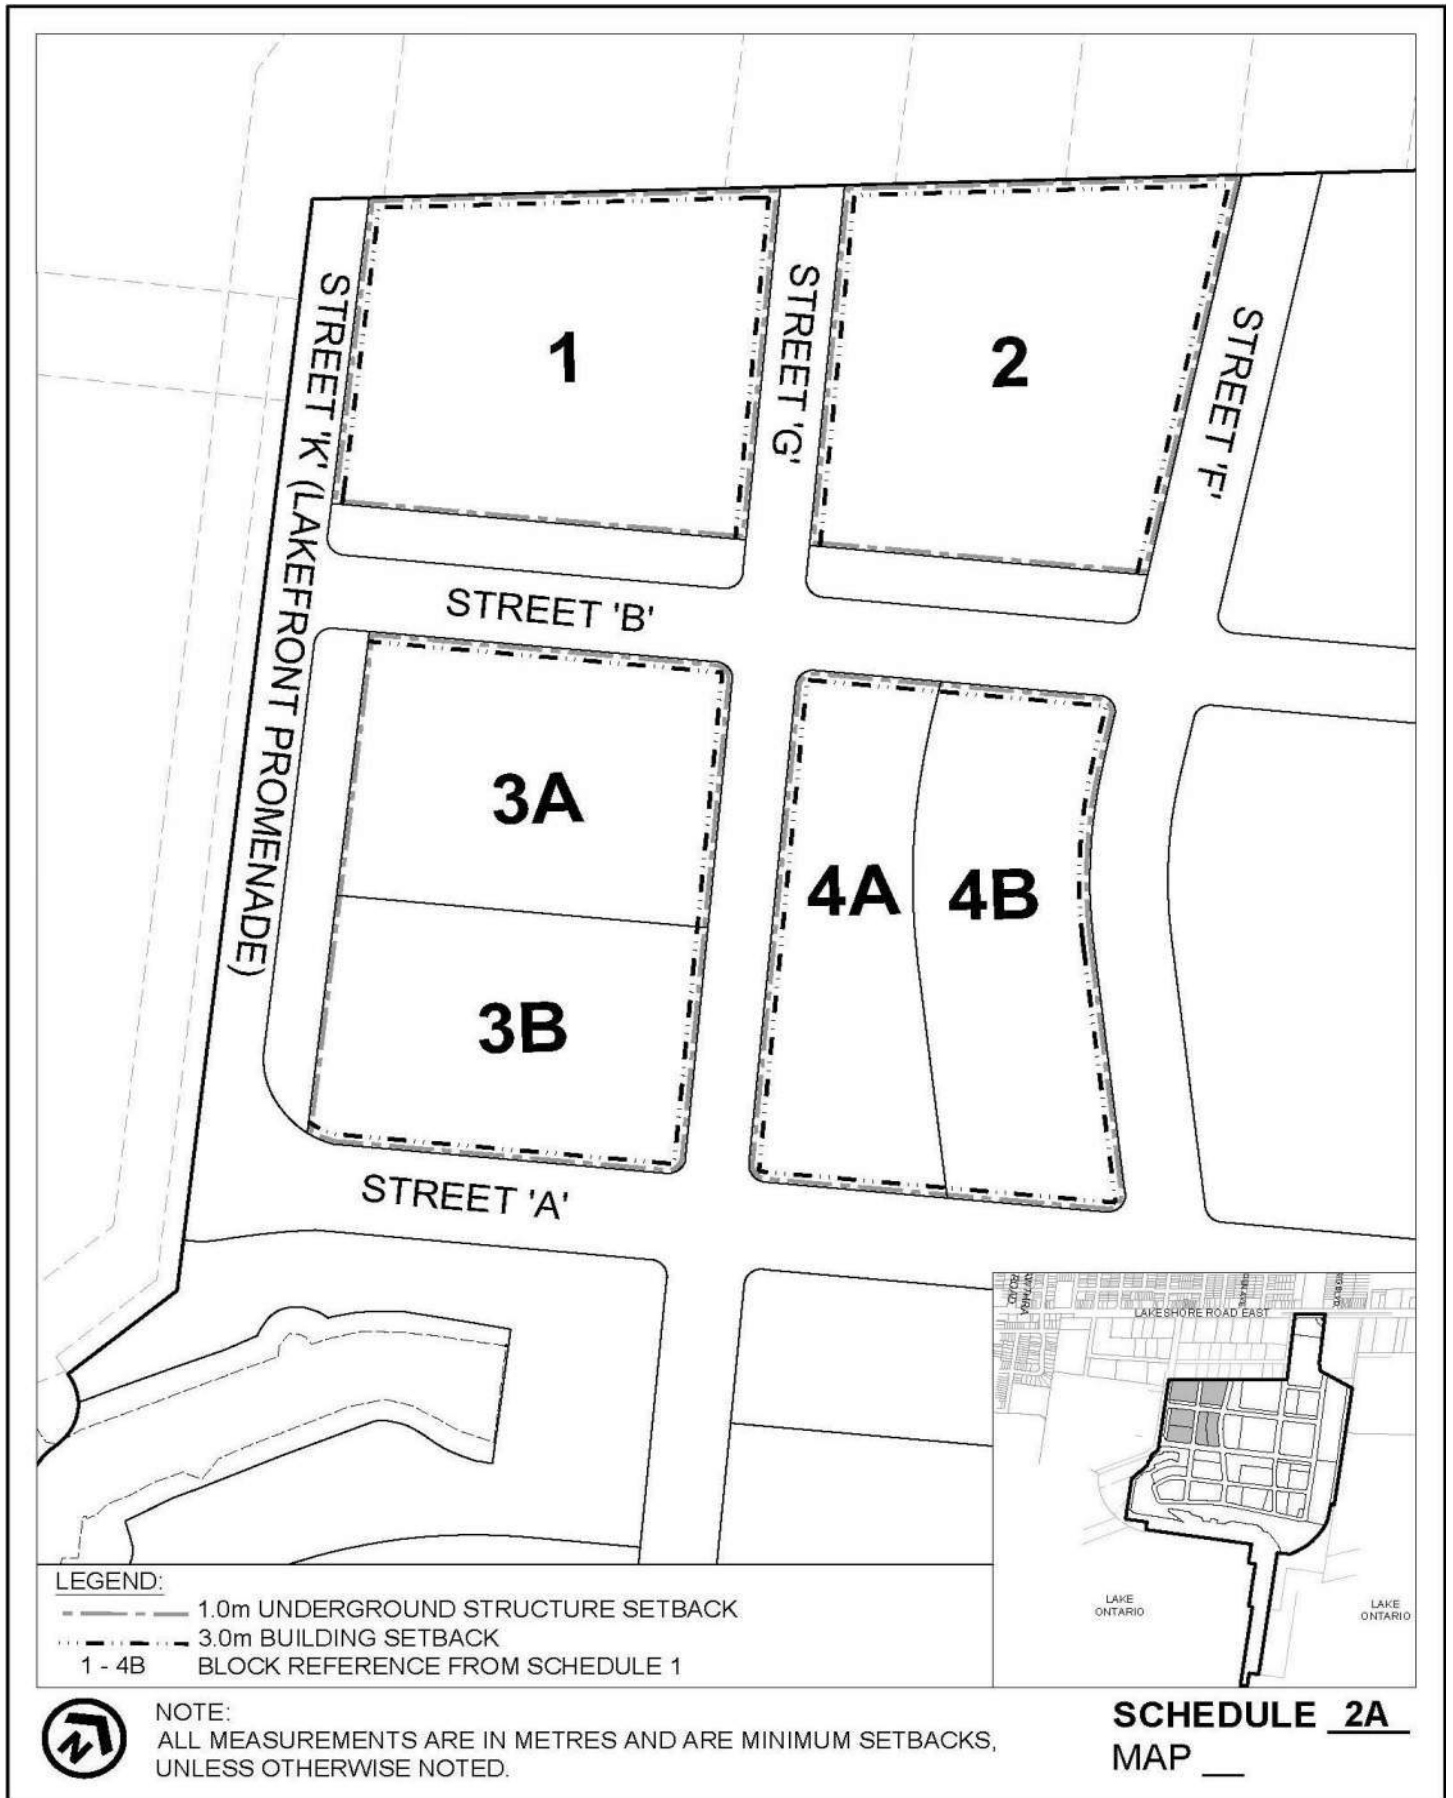 1
2
STREET 'K' (LAKEFRONT PROMENADE)
STREET 'G'
STREET 'F'
STREET 'B'
3A
4A
4B
3B
STREET 'A'
LAKESHORE ROAD EAST
LAKE
ONTARIO
LAKE
ONTARIO
LEGEND:
1.0m UNDERGROUND STRUCTURE SETBACK
3.0m BUILDING SETBACK
1 - 4B BLOCK REFERENCE FROM SCHEDULE 1
N
NOTE:
ALL MEASUREMENTS ARE IN METRES AND ARE MINIMUM SETBACKS,
UNLESS OTHERWISE NOTED.
SCHEDULE 2A
MAP __